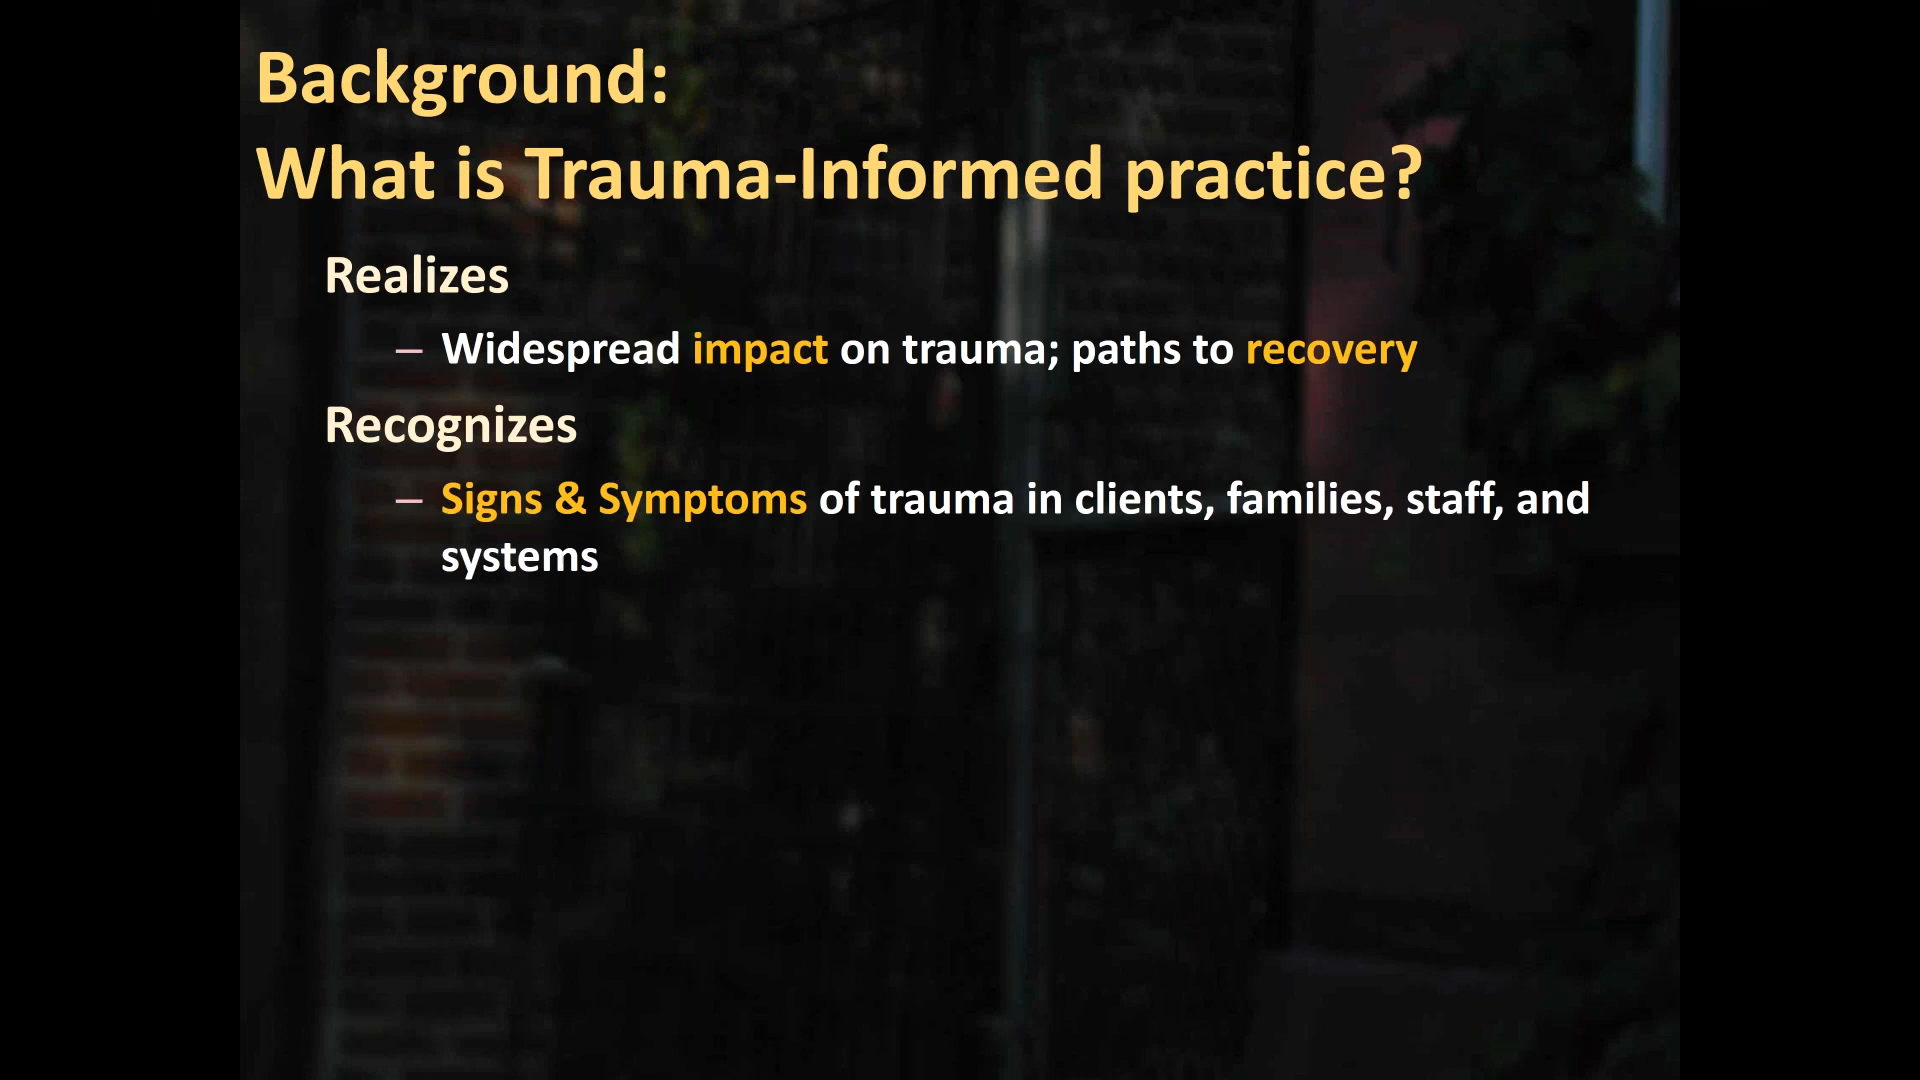 Background:
What is Trauma-Informed practice?
Realizes
– Widespread impact on trauma; paths to recovery
Recognizes
– Signs & Symptoms of trauma in clients, families, staff, and
systems